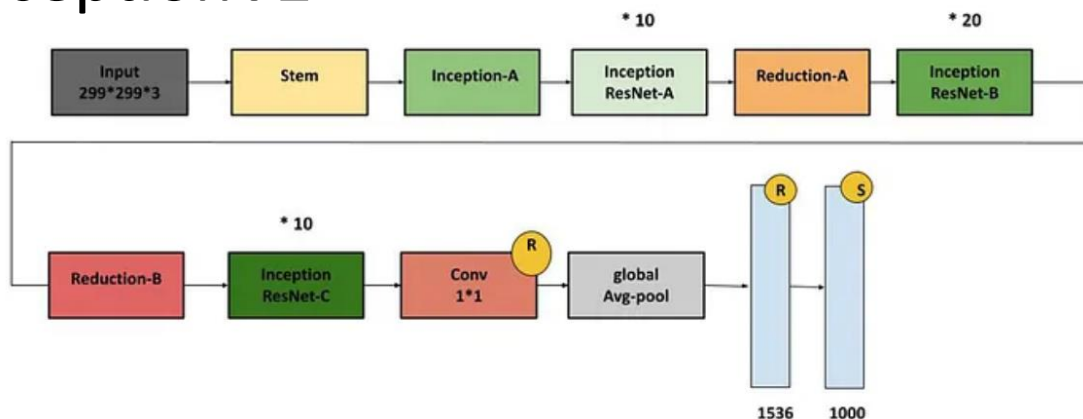 * 10
* 20
Input
299*299*3
Stem
Inception-A
Inception
ResNet-A
Reduction-A
Inception
ResNet-B
R
S
* 10
R
Reduction-B
Inception
ResNet-C
Conv
1*1
global
Avg-pool
1536
1000